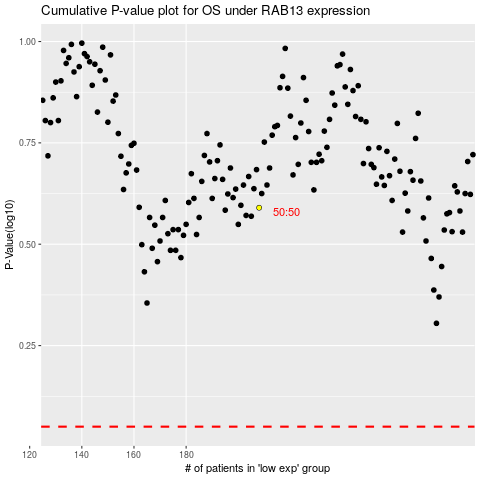 Cumulative P-value plot for OS under RAB13 expression
P-Value(log10)
1.00
0.75
0.50
0.25
50:50
120 140 160 180
# of patients in 'low exp' group